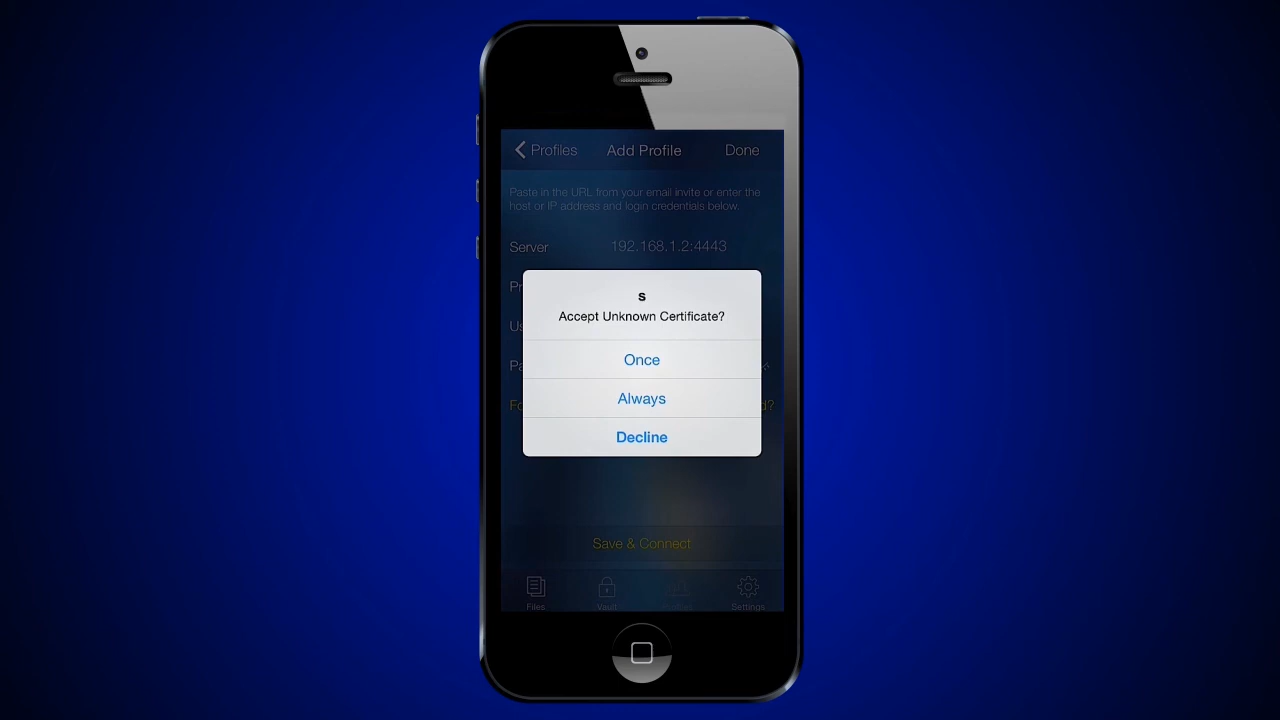 Profiles Add Profile Done
Paste in the URL from your email invite or enter the
host or IP address and login credentials below.
Server 192.168.1.2:4443
s
Accept Unknown Certificate?
Once
Always
Decline
Save & Connect
Files Vault Profiles Settings